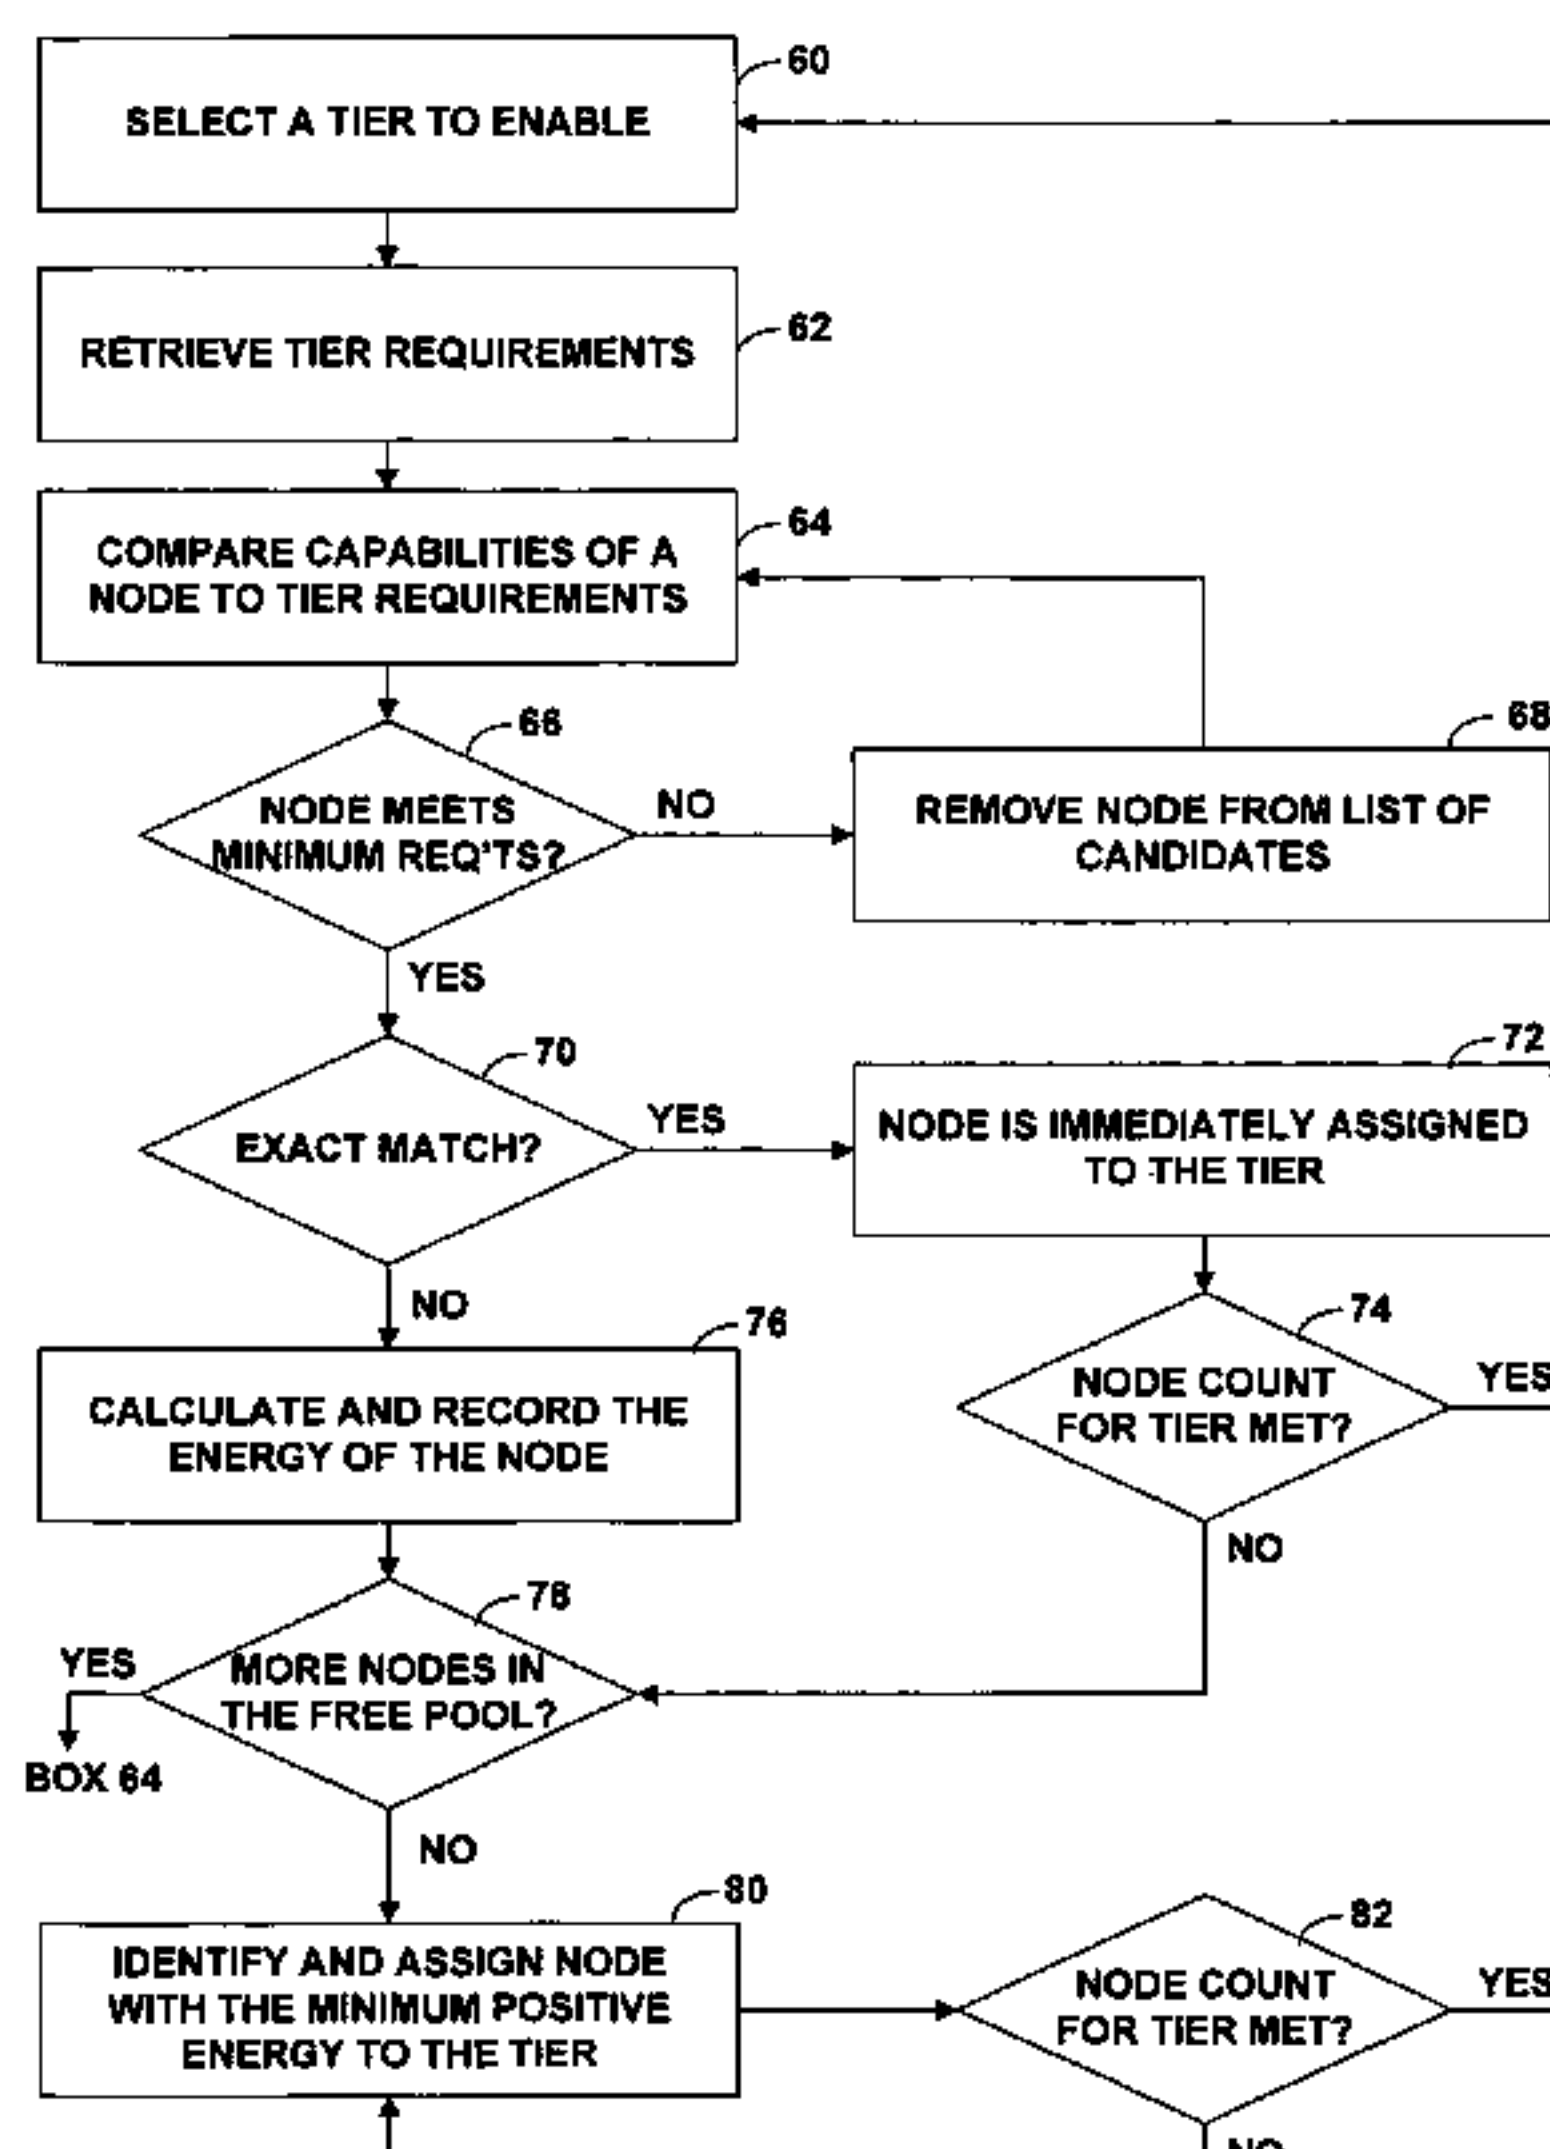 60
SELECT A TIER TO ENABLE
62
RETRIEVE TIER REQUIREMENTS
64
COMPARE CAPABILITIES OF A
NODE TO TIER REQUIREMENTS
66
NODE MEETS
MINIMUM REQ'TS?
NO
68
REMOVE NODE FROM LIST OF
CANDIDATES
YES
70
EXACT MATCH?
YES
72
NODE IS IMMEDIATELY ASSIGNED
TO THE TIER
NO
74
NODE COUNT
FOR TIER MET?
YES
NO
76
CALCULATE AND RECORD THE
ENERGY OF THE NODE
78
MORE NODES IN
THE FREE POOL?
YES
BOX 64
NO
80
IDENTIFY AND ASSIGN NODE
WITH THE MINIMUM POSITIVE
ENERGY TO THE TIER
82
NODE COUNT
FOR TIER MET?
YES
NO